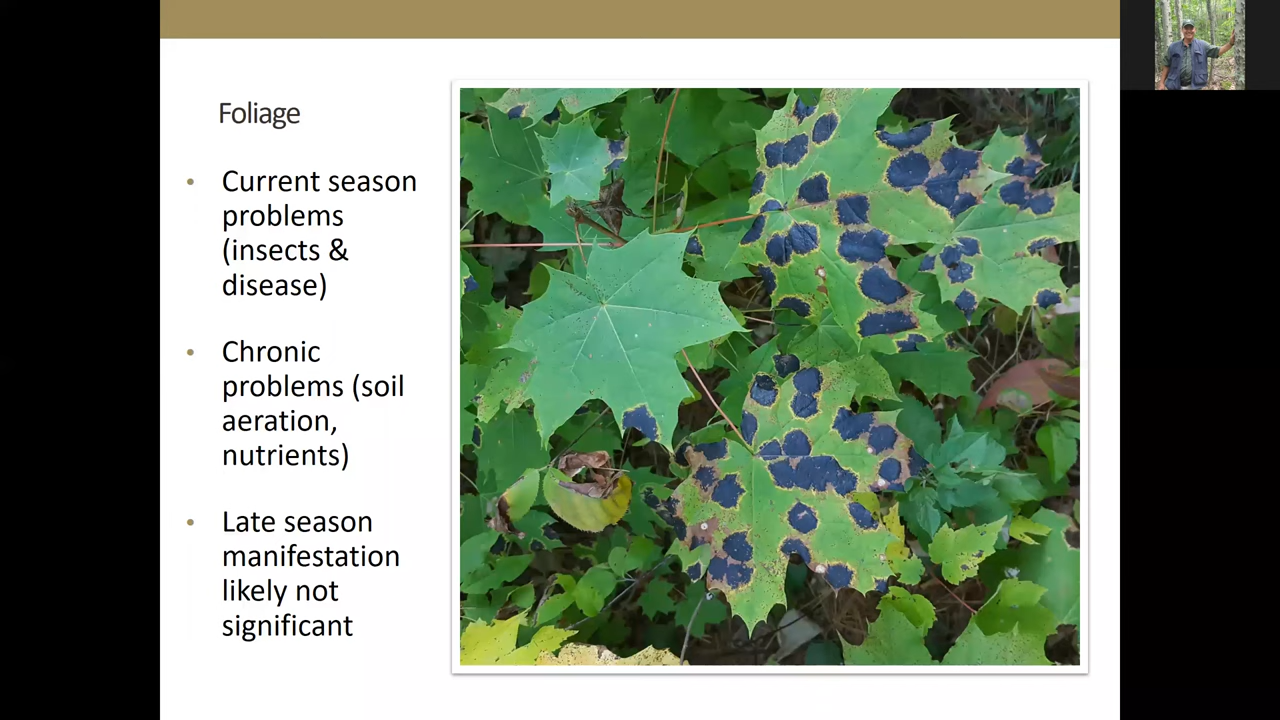 Foliage
• Current season
problems
(insects &
disease)
• Chronic
problems (soil
aeration,
nutrients)
• Late season
manifestation
likely not
significant